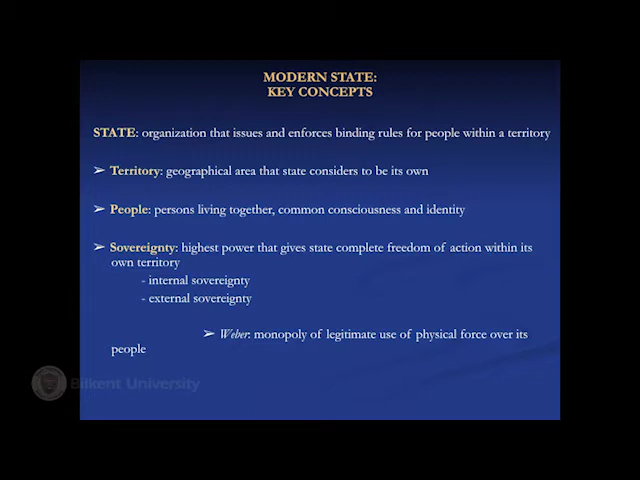 MODERN STATE:
KEY CONCEPTS
STATE: organization that issues and enforces binding rules for people within a territory
➢ Territory: geographical area that state considers to be its own
➢ People: persons living together, common consciousness and identity
➢ Sovereignty: highest power that gives state complete freedom of action within its
own territory
- internal sovereignty
- external sovereignty
➢ Weber: monopoly of legitimate use of physical force over its
people
Bilkent University